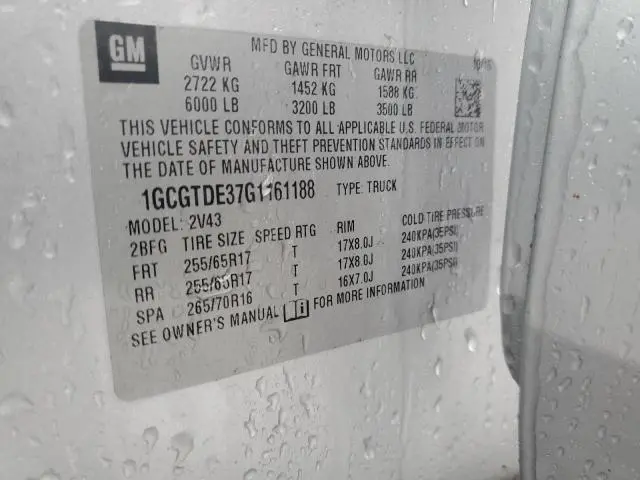 GM
MFD BY GENERAL MOTORS LLC 10/15
GVWR GAWR FRT GAWR RR
2722 KG 1452 KG 1588 KG
6000 LB 3200 LB 3500 LB
THIS VEHICLE CONFORMS TO ALL APPLICABLE U.S. FEDERAL MOTOR
VEHICLE SAFETY AND THEFT PREVENTION STANDARDS IN EFFECT ON
THE DATE OF MANUFACTURE SHOWN ABOVE.
1GCGTDE37G1161188 TYPE: TRUCK
MODEL: 2V43
2BFG TIRE SIZE SPEED RTG RIM COLD TIRE PRESSURE
FRT 255/65R17 T 17X8.0J 240KPA(35PSI)
RR 255/65R17 T 17X8.0J 240KPA(35PSI)
SPA 265/70R16 T 16X7.0J 240KPA(35PSI)
SEE OWNER'S MANUAL FOR MORE INFORMATION